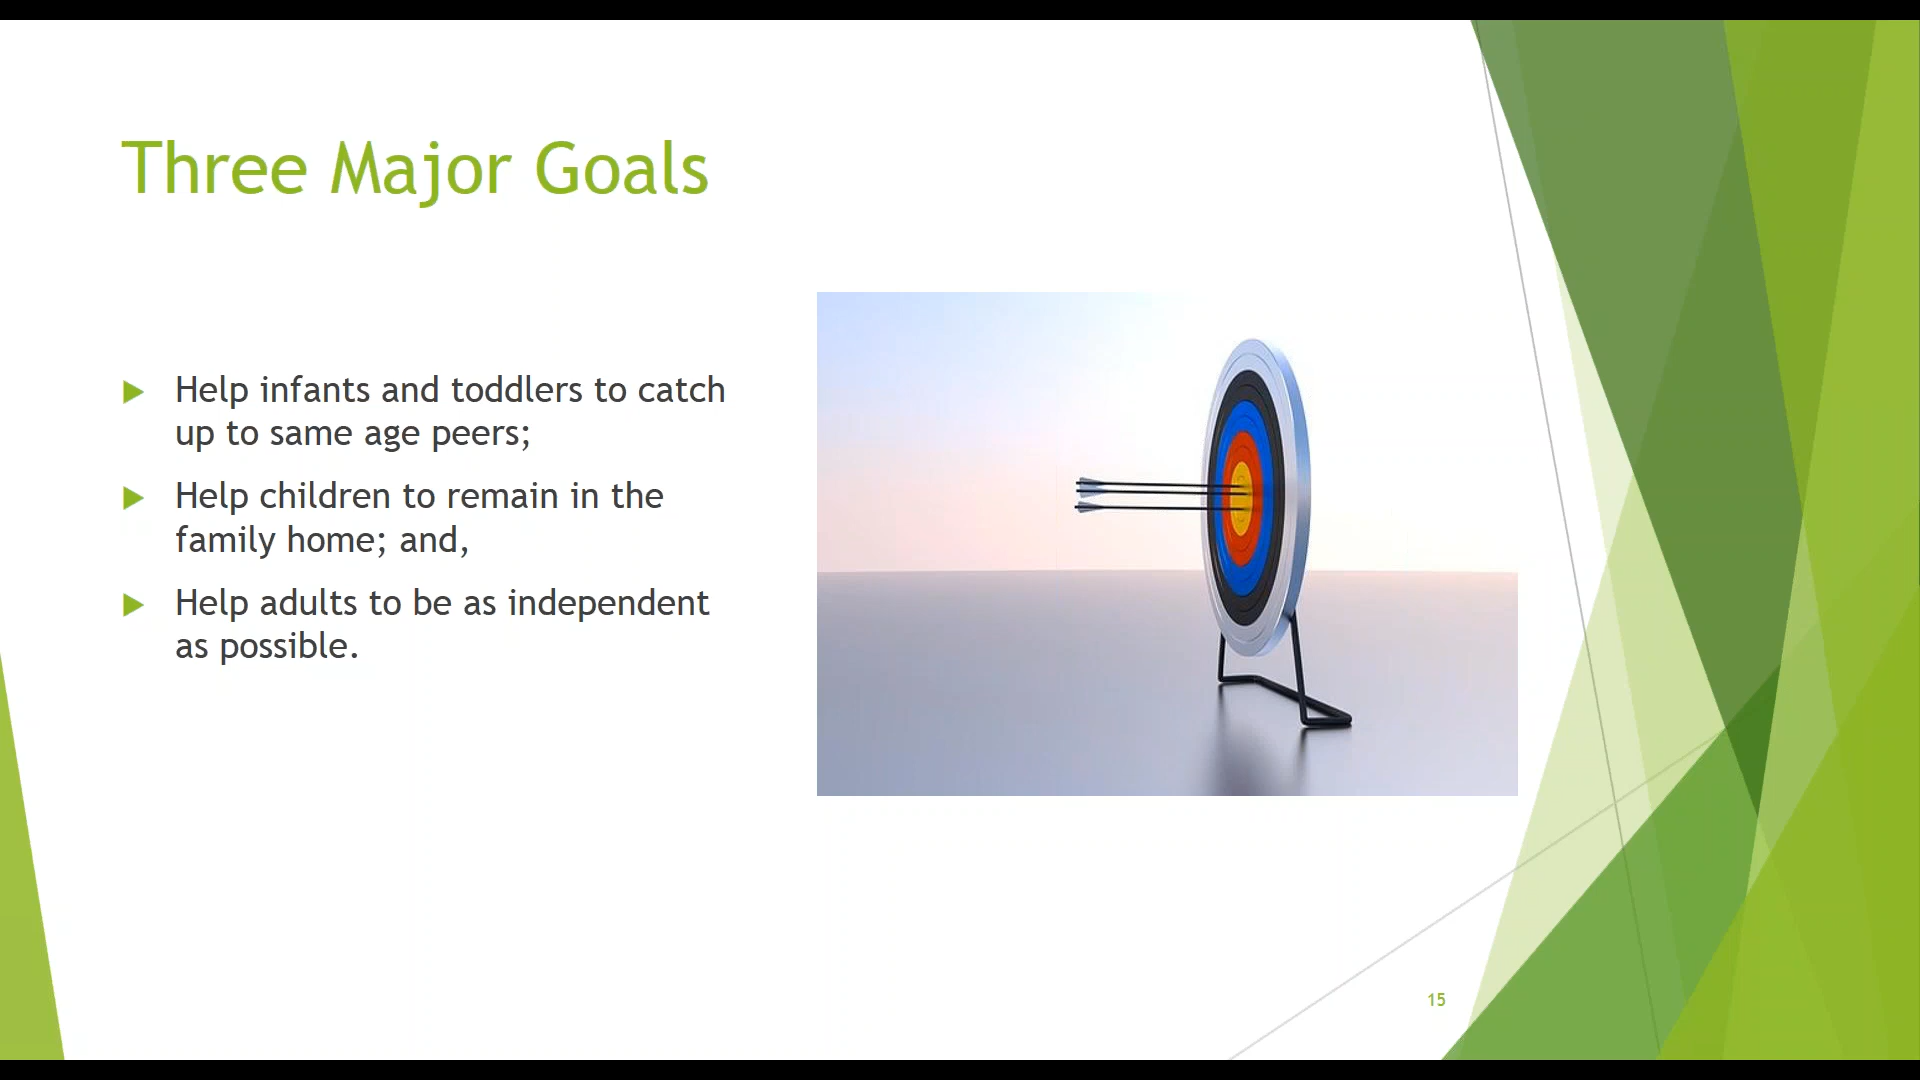 Three Major Goals
Help infants and toddlers to catch
up to same age peers;
Help children to remain in the
family home; and,
Help adults to be as independent
as possible.
15